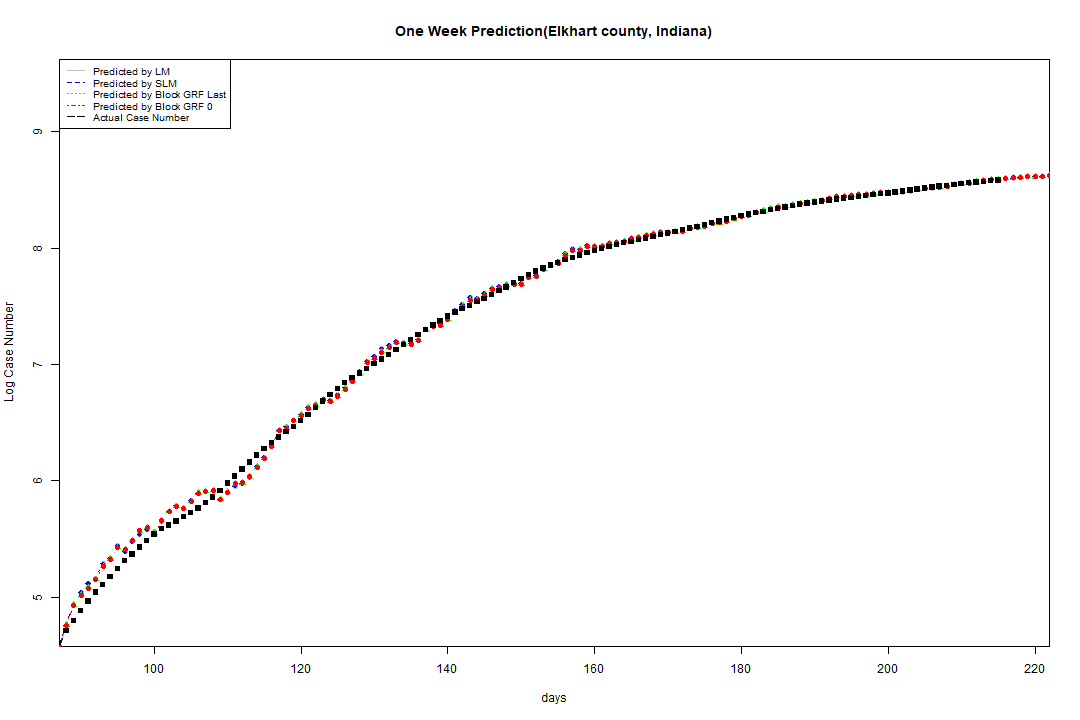 One Week Prediction(Elkhart county, Indiana)
Predicted by LM
Predicted by SLM
Predicted by Block GRF Last
Predicted by Block GRF 0
Actual Case Number
9
8
7
6
5
Log Case Number
100 120 140 160 180 200 220
days